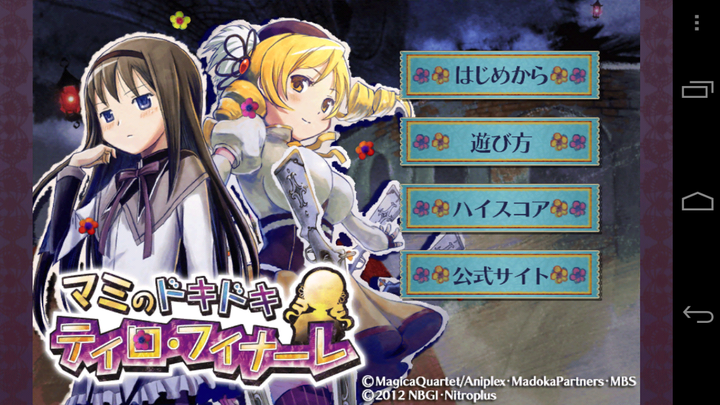 はじめから
遊び方
ハイスコア
公式サイト
マミのドキドキ
ティロ・フィナーレ
©MagicaQuartet/Aniplex・MadokaPartners・MBS
©2012 NBGI・Nitroplus